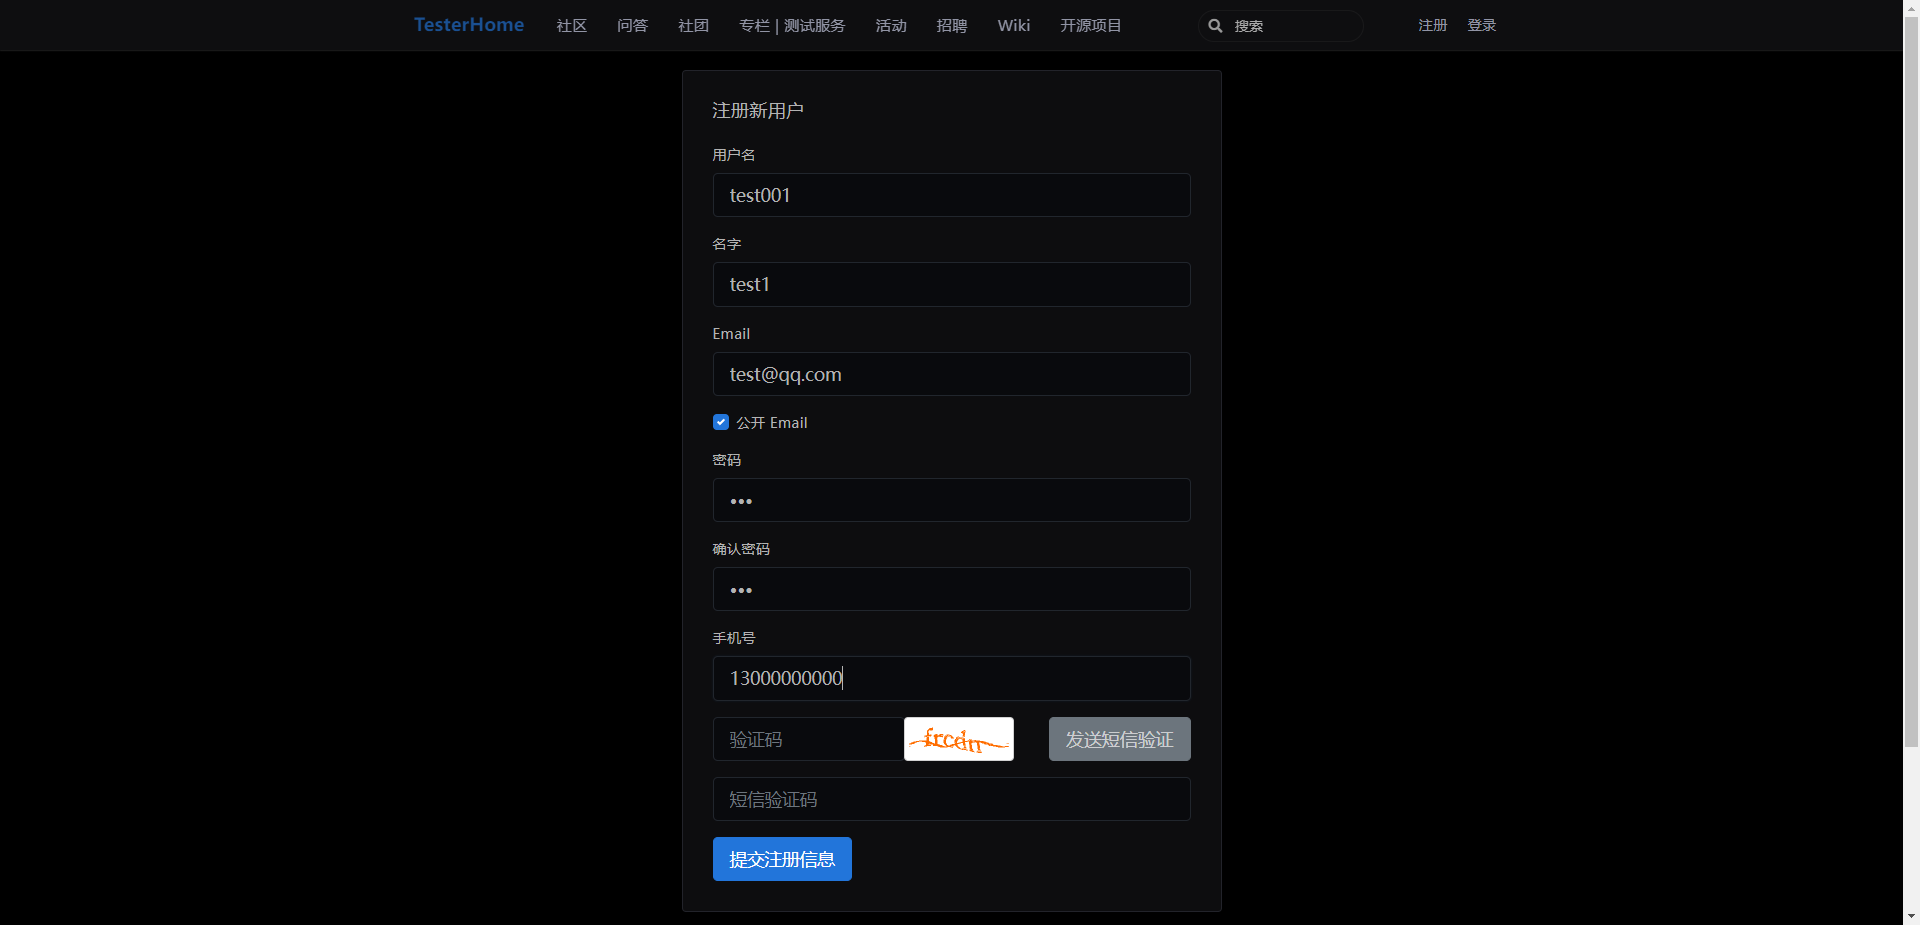 TesterHome 社区 问答 社团 专栏 | 测试服务 活动 招聘 Wiki 开源项目 搜索 注册 登录
注册新用户
用户名
test001
名字
test1
Email
test@qq.com
公开 Email
密码
•••
确认密码
•••
手机号
13000000000
验证码 frcdn 发送短信验证
短信验证码
提交注册信息